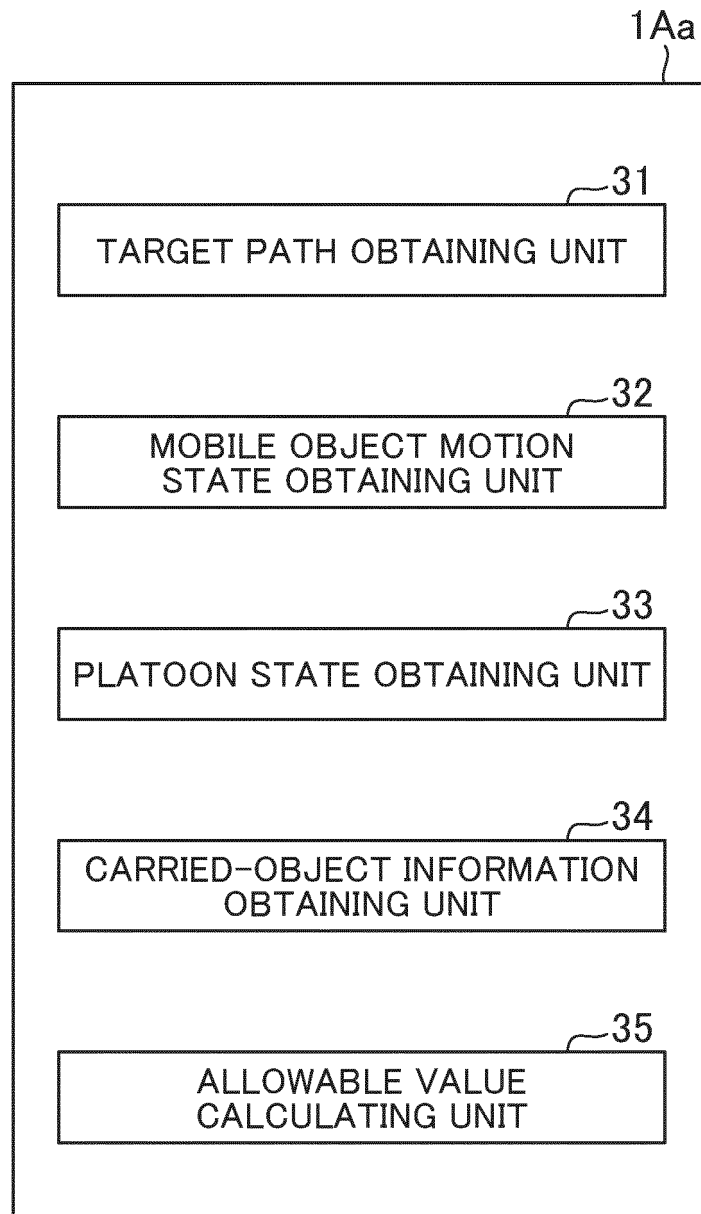 1Aa
31
TARGET PATH OBTAINING UNIT
32
MOBILE OBJECT MOTION
STATE OBTAINING UNIT
33
PLATOON STATE OBTAINING UNIT
34
CARRIED-OBJECT INFORMATION
OBTAINING UNIT
35
ALLOWABLE VALUE
CALCULATING UNIT